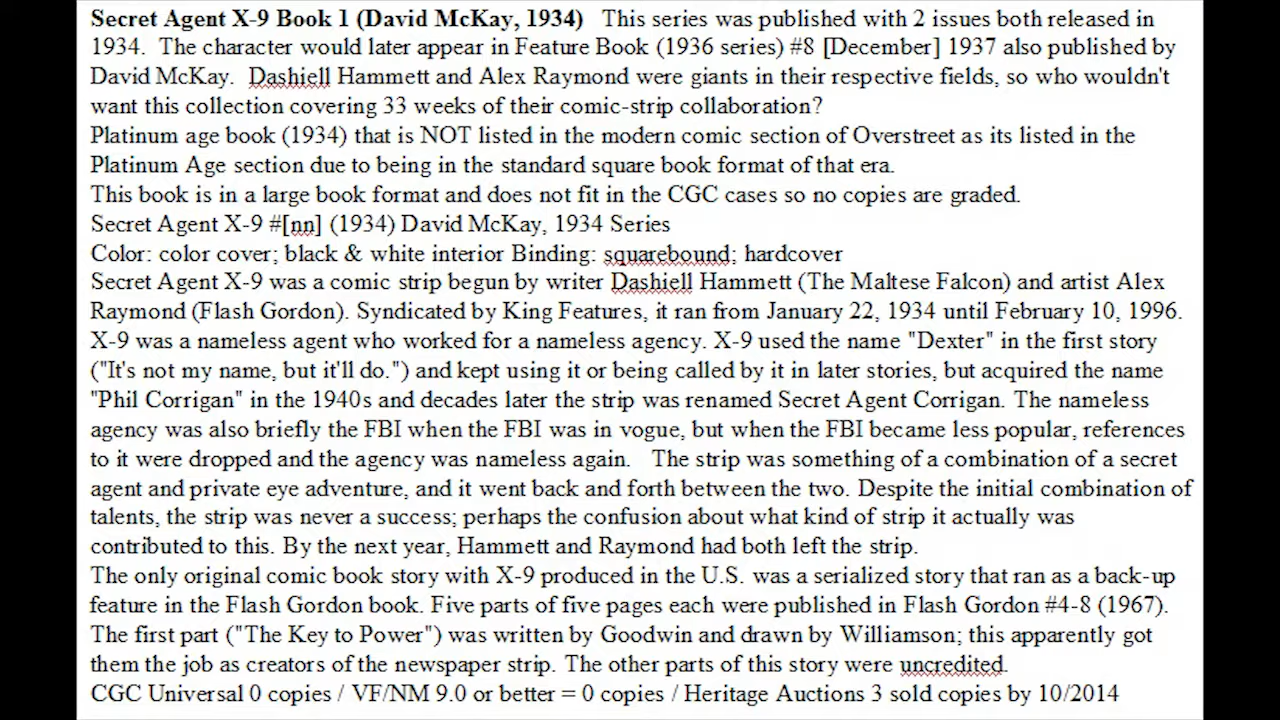 Secret Agent X-9 Book 1 (David McKay, 1934) This series was published with 2 issues both released in
1934. The character would later appear in Feature Book (1936 series) #8 [December] 1937 also published by
David McKay. Dashiell Hammett and Alex Raymond were giants in their respective fields, so who wouldn't
want this collection covering 33 weeks of their comic-strip collaboration?
Platinum age book (1934) that is NOT listed in the modern comic section of Overstreet as its listed in the
Platinum Age section due to being in the standard square book format of that era.
This book is in a large book format and does not fit in the CGC cases so no copies are graded.
Secret Agent X-9 #[nn] (1934) David McKay, 1934 Series
Color: color cover; black & white interior Binding: squarebound; hardcover
Secret Agent X-9 was a comic strip begun by writer Dashiell Hammett (The Maltese Falcon) and artist Alex
Raymond (Flash Gordon). Syndicated by King Features, it ran from January 22, 1934 until February 10, 1996.
X-9 was a nameless agent who worked for a nameless agency. X-9 used the name "Dexter" in the first story
("It's not my name, but it'll do.") and kept using it or being called by it in later stories, but acquired the name
"Phil Corrigan" in the 1940s and decades later the strip was renamed Secret Agent Corrigan. The nameless
agency was also briefly the FBI when the FBI was in vogue, but when the FBI became less popular, references
to it were dropped and the agency was nameless again. The strip was something of a combination of a secret
agent and private eye adventure, and it went back and forth between the two. Despite the initial combination of
talents, the strip was never a success; perhaps the confusion about what kind of strip it actually was
contributed to this. By the next year, Hammett and Raymond had both left the strip.
The only original comic book story with X-9 produced in the U.S. was a serialized story that ran as a back-up
feature in the Flash Gordon book. Five parts of five pages each were published in Flash Gordon #4-8 (1967).
The first part ("The Key to Power") was written by Goodwin and drawn by Williamson; this apparently got
them the job as creators of the newspaper strip. The other parts of this story were uncredited.
CGC Universal 0 copies / VF/NM 9.0 or better = 0 copies / Heritage Auctions 3 sold copies by 10/2014